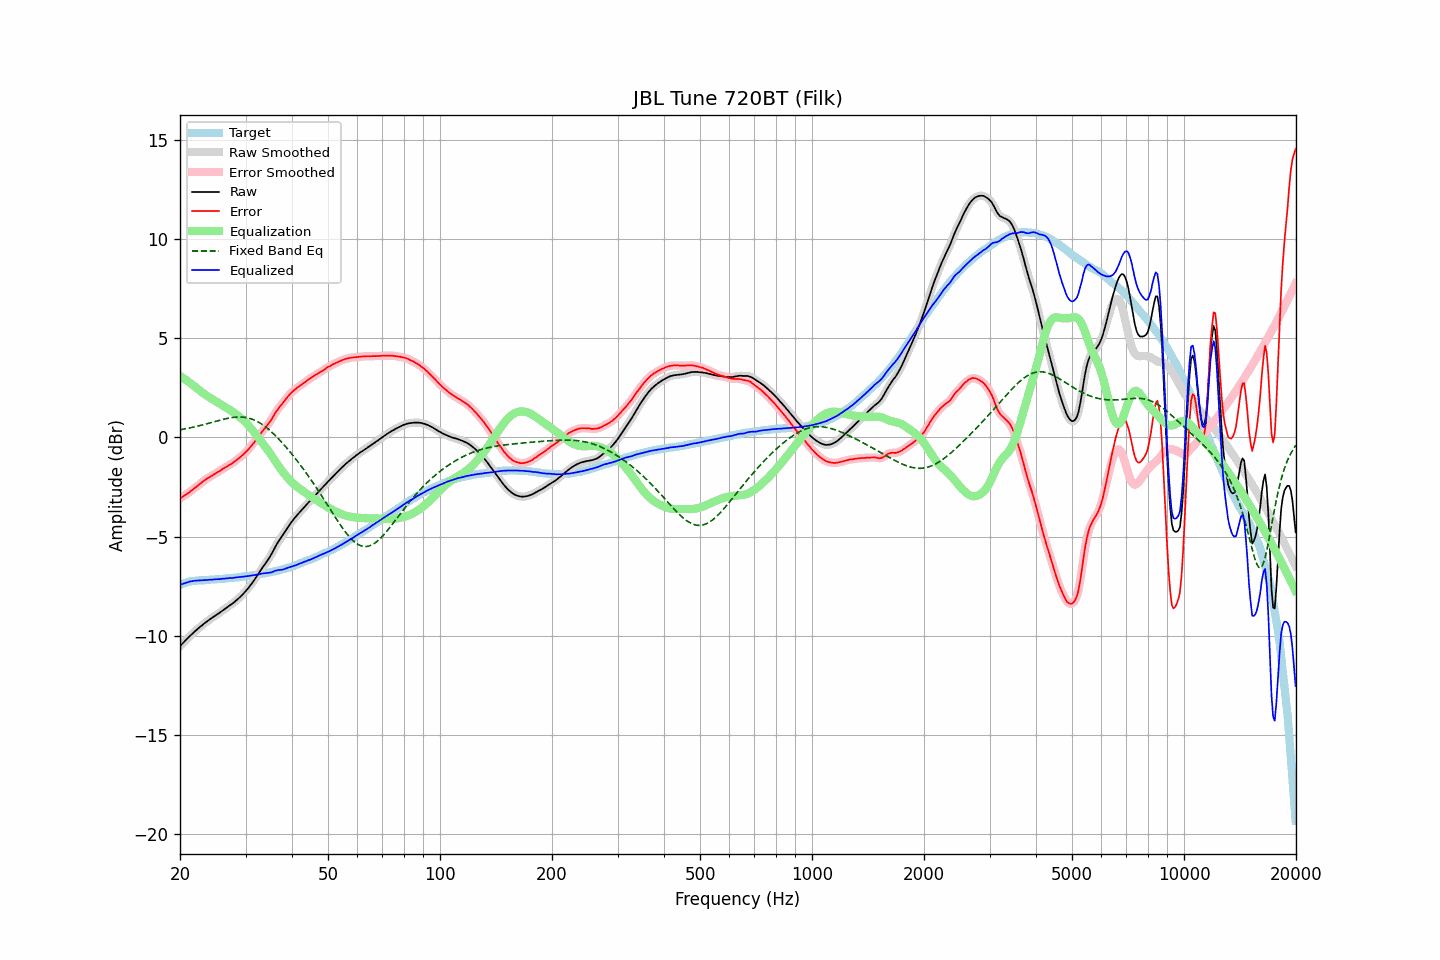 JBL Tune 720BT (Filk)
Target
Raw Smoothed
Error Smoothed
Raw
Error
Equalization
Fixed Band Eq
Equalized
15
10
5
0
−5
−10
−15
−20
Amplitude (dBr)
20 50 100 200 500 1000 2000 5000 10000 20000
Frequency (Hz)